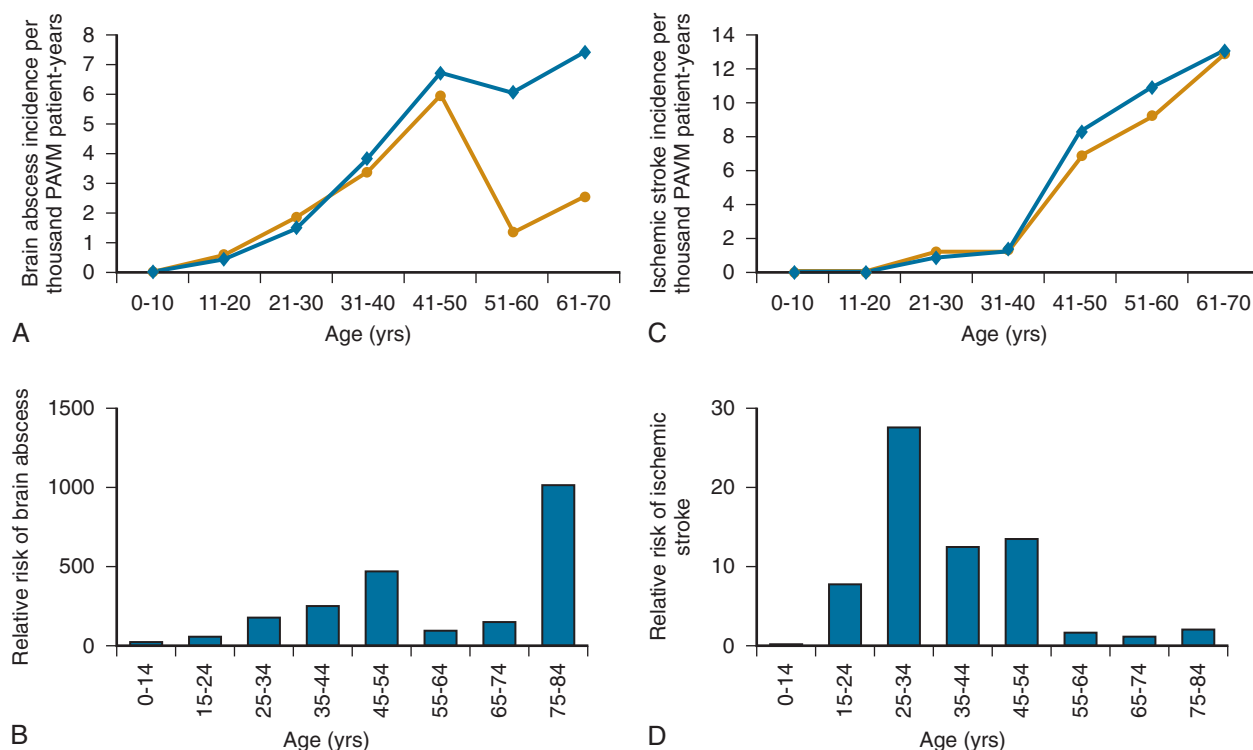 Brain abscess incidence per
thousand PAVM patient-years
8
7
6
5
4
3
2
1
0
0-10 11-20 21-30 31-40 41-50 51-60 61-70
Age (yrs)
A
Ischemic stroke incidence per
thousand PAVM patient-years
14
12
10
8
6
4
2
0
0-10 11-20 21-30 31-40 41-50 51-60 61-70
Age (yrs)
C
Relative risk of brain abscess
1500
1000
500
0
0-14 15-24 25-34 35-44 45-54 55-64 65-74 75-84
Age (yrs)
B
Relative risk of ischemic
stroke
30
20
10
0
0-14 15-24 25-34 35-44 45-54 55-64 65-74 75-84
Age (yrs)
D